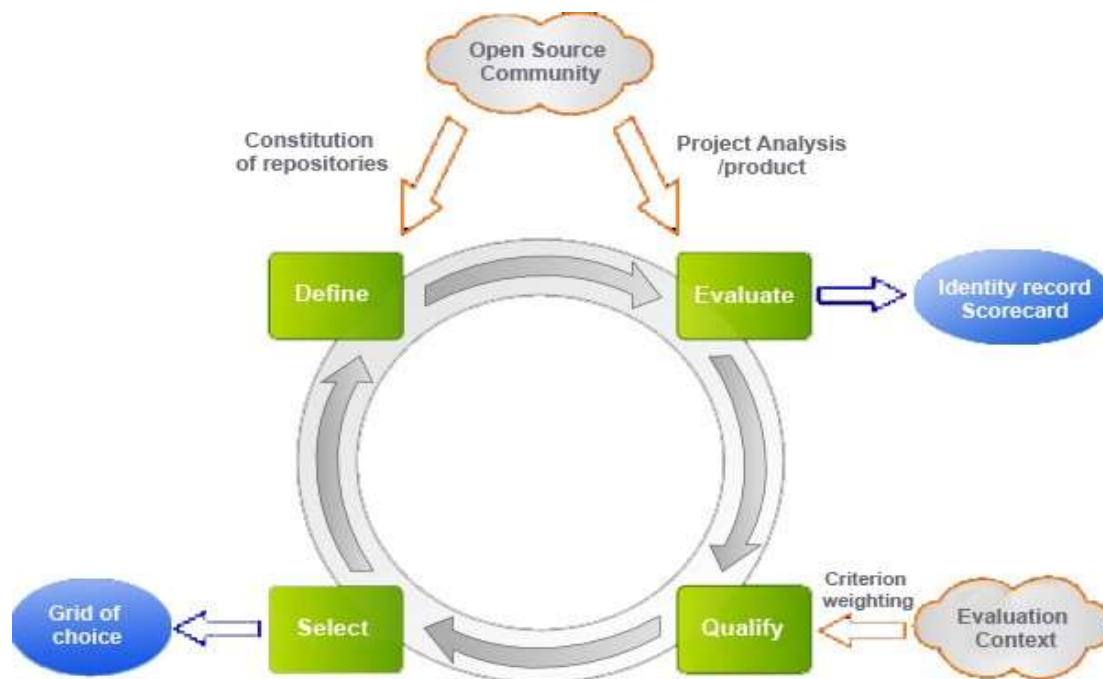 Open Source
Community
Constitution
of repositories
Project Analysis
/product
Define
Evaluate
Identity record
Scorecard
Grid of
choice
Select
Qualify
Criterion
weighting
Evaluation
Context